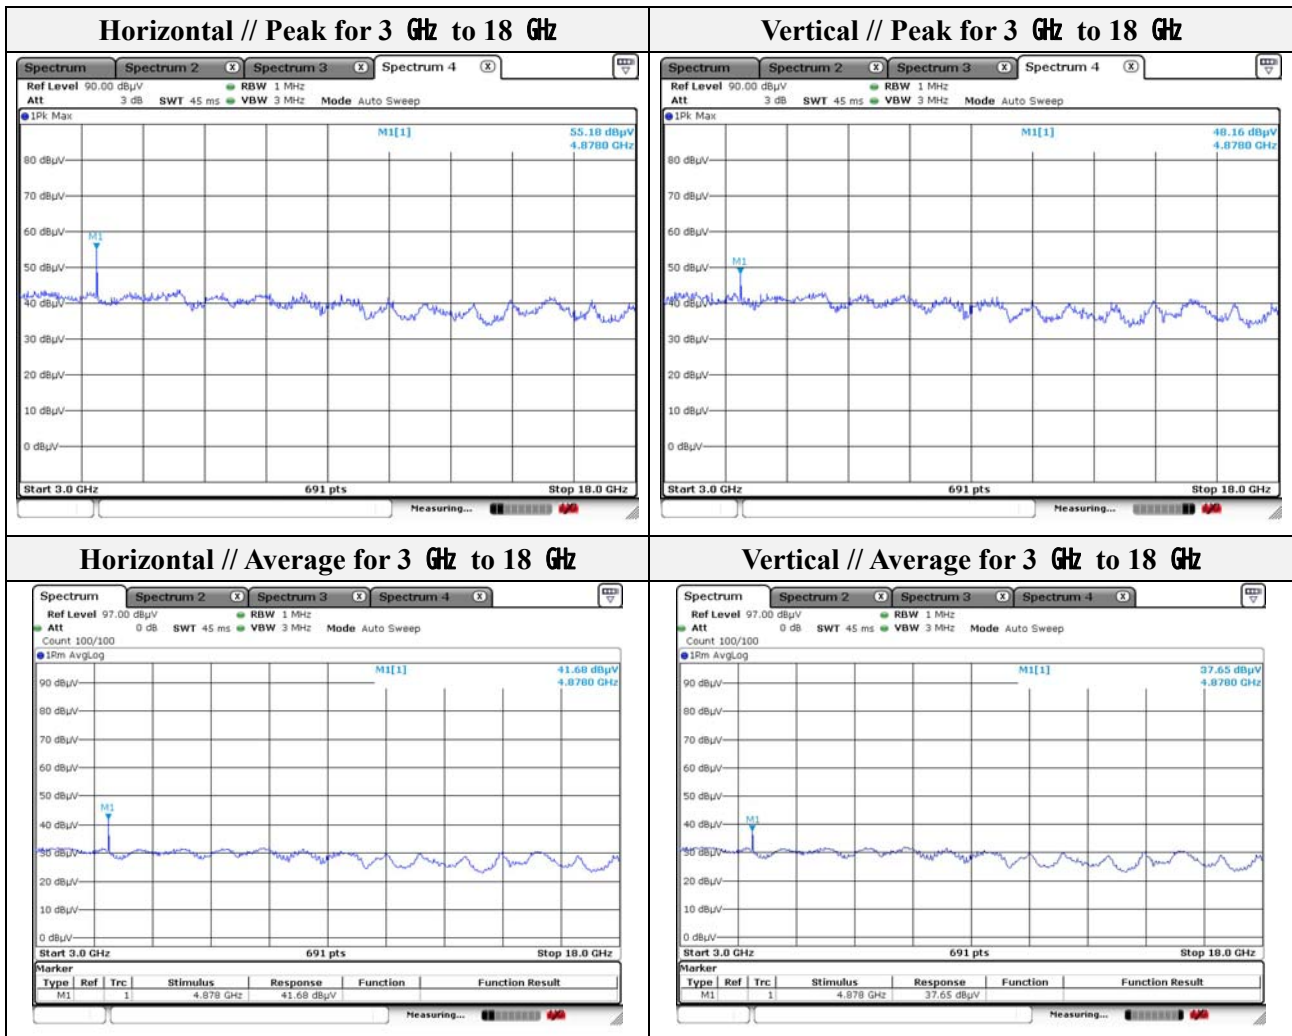 Horizontal // Peak for 3 GHz to 18 GHz
Spectrum Spectrum 2 Spectrum 3 Spectrum 4
Ref Level 90.00 dBµV RBW 1 MHz
Att 3 dB SWT 45 ms VBW 3 MHz Mode Auto Sweep
1Pk Max
M1[1] 55.18 dBµV
4.8780 GHz
80 dBµV
70 dBµV
60 dBµV
M1
50 dBµV
40 dBµV
30 dBµV
20 dBµV
10 dBµV
0 dBµV
Start 3.0 GHz 691 pts Stop 18.0 GHz
Measuring...
Vertical // Peak for 3 GHz to 18 GHz
Spectrum Spectrum 2 Spectrum 3 Spectrum 4
Ref Level 90.00 dBµV RBW 1 MHz
Att 3 dB SWT 45 ms VBW 3 MHz Mode Auto Sweep
1Pk Max
M1[1] 48.16 dBµV
4.8780 GHz
80 dBµV
70 dBµV
60 dBµV
M1
50 dBµV
40 dBµV
30 dBµV
20 dBµV
10 dBµV
0 dBµV
Start 3.0 GHz 691 pts Stop 18.0 GHz
Measuring...
Horizontal // Average for 3 GHz to 18 GHz
Spectrum Spectrum 2 Spectrum 3 Spectrum 4
Ref Level 97.00 dBµV RBW 1 MHz
Att 0 dB SWT 45 ms VBW 3 MHz Mode Auto Sweep
Count 100/100
1Rm AvgLog
M1[1] 41.68 dBµV
4.8780 GHz
90 dBµV
80 dBµV
70 dBµV
60 dBµV
50 dBµV
M1
40 dBµV
30 dBµV
20 dBµV
10 dBµV
0 dBµV
Start 3.0 GHz 691 pts Stop 18.0 GHz
Marker
Type Ref Trc Stimulus Response Function Function Result
M1 1 4.878 GHz 41.68 dBµV
Measuring...
Vertical // Average for 3 GHz to 18 GHz
Spectrum Spectrum 2 Spectrum 3 Spectrum 4
Ref Level 97.00 dBµV RBW 1 MHz
Att 0 dB SWT 45 ms VBW 3 MHz Mode Auto Sweep
Count 100/100
1Rm AvgLog
M1[1] 37.65 dBµV
4.8780 GHz
90 dBµV
80 dBµV
70 dBµV
60 dBµV
50 dBµV
40 dBµV
M1
30 dBµV
20 dBµV
10 dBµV
0 dBµV
Start 3.0 GHz 691 pts Stop 18.0 GHz
Marker
Type Ref Trc Stimulus Response Function Function Result
M1 1 4.878 GHz 37.65 dBµV
Measuring...